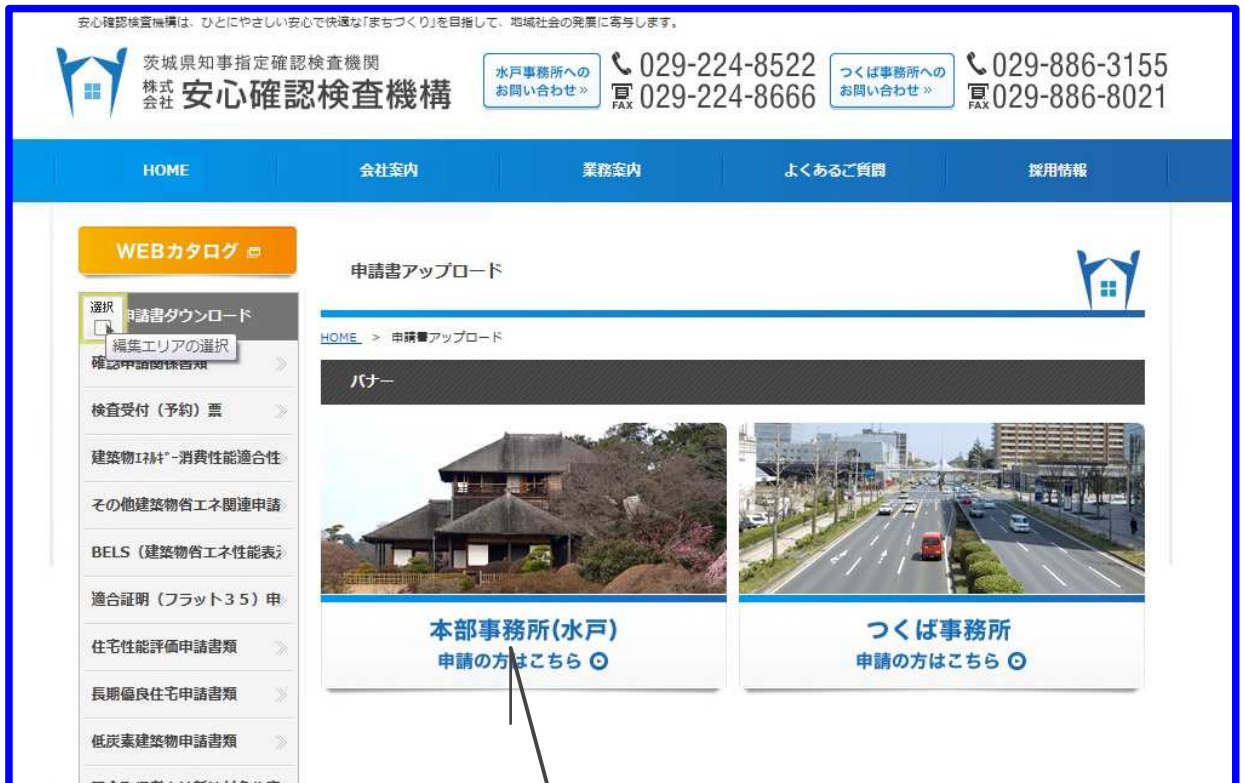 安心確認検査機構は、ひとにやさしい安心で快適な「まちづくり」を目指して、地域社会の発展に寄与します。
茨城県知事指定確認検査機関
株式会社 安心確認検査機構
水戸事務所への
お問い合わせ »
029-224-8522
FAX 029-224-8666
つくば事務所への
お問い合わせ »
029-886-3155
FAX 029-886-8021
HOME
会社案内
業務案内
よくあるご質問
採用情報
WEBカタログ
選択
申請書ダウンロード
編集エリアの選択
確認申請関係書類
検査受付（予約）票
建築物ｴﾈﾙｷﾞｰ消費性能適合性
その他建築物省エネ関連申請
BELS（建築物省エネ性能表示
適合証明（フラット３５）申
住宅性能評価申請書類
長期優良住宅申請書類
低炭素建築物申請書類
申請書アップロード
HOME > 申請書アップロード
バナー
本部事務所(水戸)
申請の方はこちら
つくば事務所
申請の方はこちら